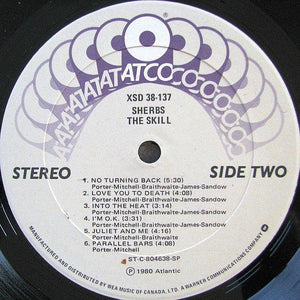 ATATATATATCOCOCOCOCO
XSD 38-137
SHERBS
THE SKILL
STEREO
SIDE TWO
1. NO TURNING BACK (5:30)
Porter-Mitchell-Braithwaite-James-Sandow
2. LOVE YOU TO DEATH (4:08)
Porter-Mitchell-Braithwaite-James-Sandow
3. INTO THE HEAT (3:14)
Porter-Mitchell-Braithwaite-James-Sandow
4. I'M O.K. (3:14)
Porter-Mitchell-Braithwaite-James-Sandow
5. JULIET AND ME (4:16)
Porter-Mitchell-Braithwaite-James-Sandow
6. PARALLEL BARS (4:08)
Porter-Mitchell
ST-C-804638-SP
℗ 1980 Atlantic
MANUFACTURED AND DISTRIBUTED BY WEA MUSIC OF CANADA, LTD. A WARNER COMMUNICATIONS COMPANY